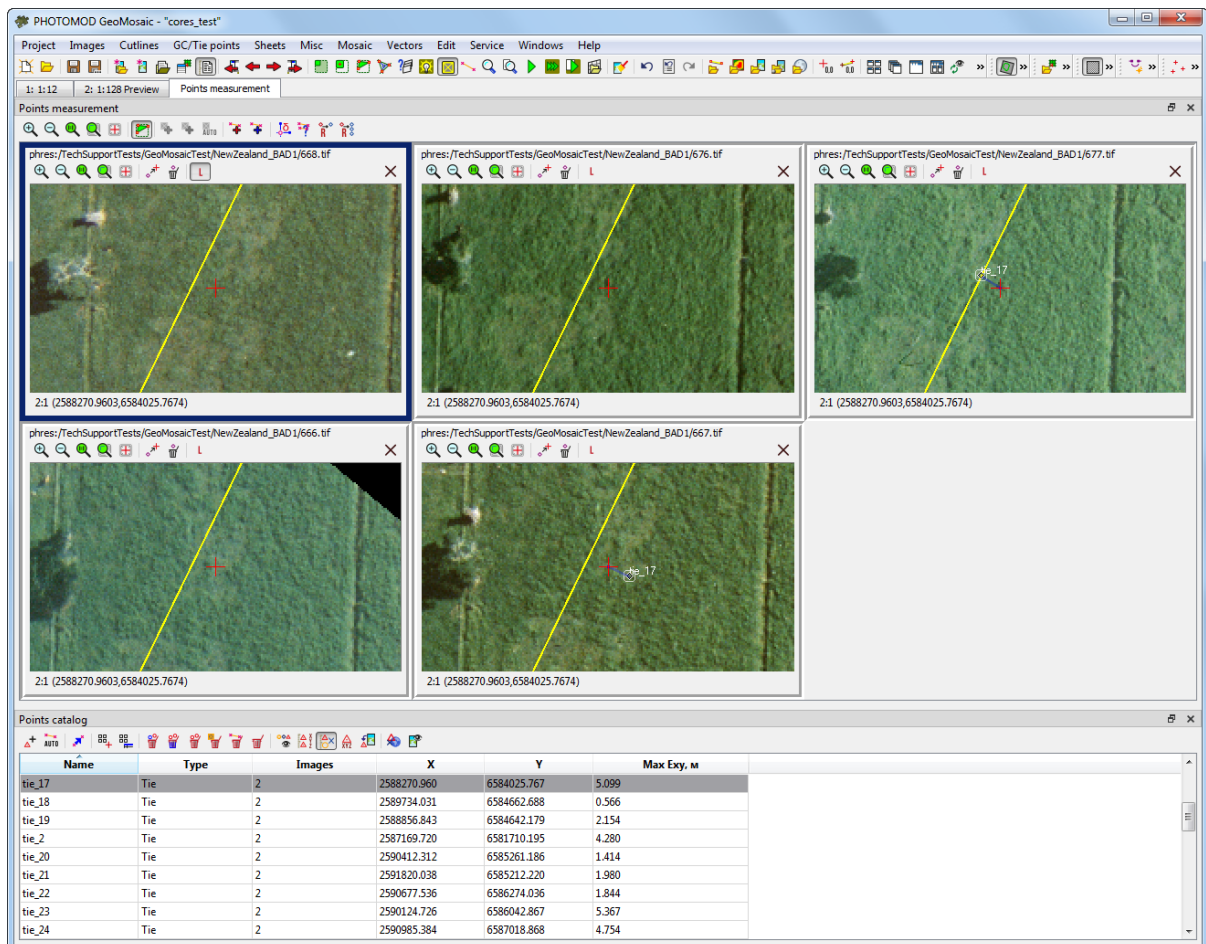 PHOTOMOD GeoMosaic - "cores_test"
Project Images Cutlines GC/Tie points Sheets Misc Mosaic Vectors Edit Service Windows Help
1: 1:12 2: 1:128 Preview Points measurement
Points measurement
AUTO R R
phres:/TechSupportTests/GeoMosaicTest/NewZealand_BAD1/668.tif phres:/TechSupportTests/GeoMosaicTest/NewZealand_BAD1/676.tif phres:/TechSupportTests/GeoMosaicTest/NewZealand_BAD1/677.tif
L L L
tie_17
2:1 (2588270.9603,6584025.7674) 2:1 (2588270.9603,6584025.7674) 2:1 (2588270.9603,6584025.7674)
phres:/TechSupportTests/GeoMosaicTest/NewZealand_BAD1/666.tif phres:/TechSupportTests/GeoMosaicTest/NewZealand_BAD1/667.tif
L L
tie_17
2:1 (2588270.9603,6584025.7674) 2:1 (2588270.9603,6584025.7674)
Points catalog
AUTO XYZ
Name Type Images X Y Max Exy, м
tie_17 Tie 2 2588270.960 6584025.767 5.099
tie_18 Tie 2 2589734.031 6584662.688 0.566
tie_19 Tie 2 2588856.843 6584642.179 2.154
tie_2 Tie 2 2587169.720 6581710.195 4.280
tie_20 Tie 2 2590412.312 6585261.186 1.414
tie_21 Tie 2 2591820.038 6585212.220 1.980
tie_22 Tie 2 2590677.536 6586274.036 1.844
tie_23 Tie 2 2590124.726 6586042.867 5.367
tie_24 Tie 2 2590985.384 6587018.868 4.754